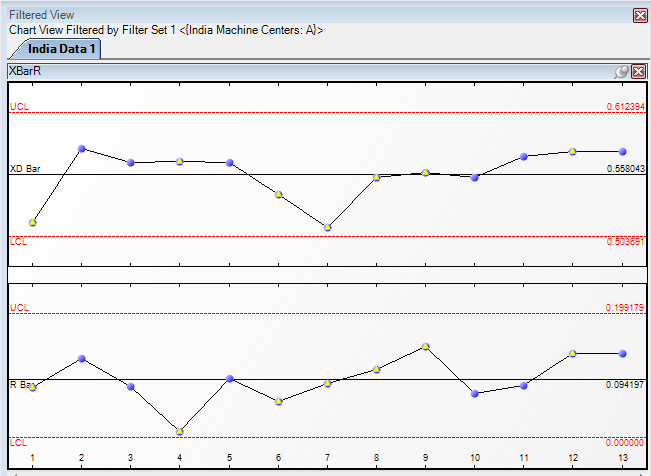 Filtered View
Chart View Filtered by Filter Set 1 <{India Machine Centers: A}>
India Data 1
XBarR
UCL 0.612394
XD Bar 0.558043
LCL 0.503691
UCL 0.199179
R Bar 0.094197
LCL 0.000000
1 2 3 4 5 6 7 8 9 10 11 12 13